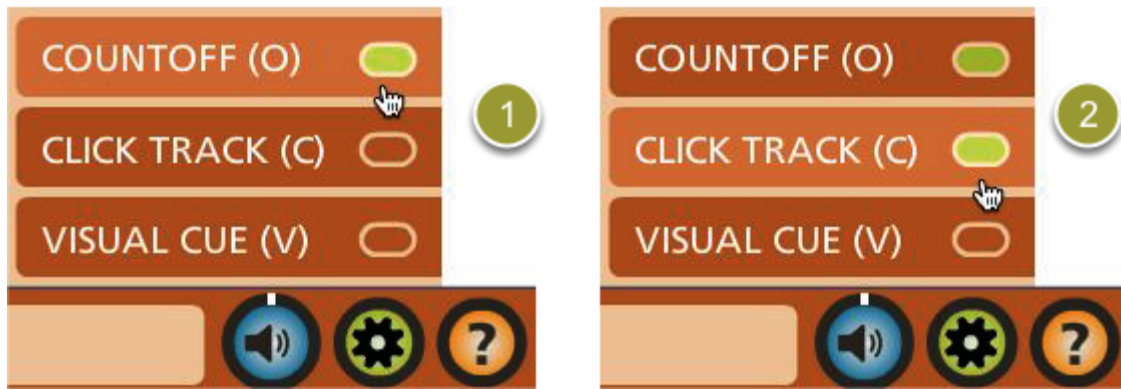 COUNTOFF (O)
CLICK TRACK (C)
VISUAL CUE (V)
?
1
COUNTOFF (O)
CLICK TRACK (C)
VISUAL CUE (V)
?
2